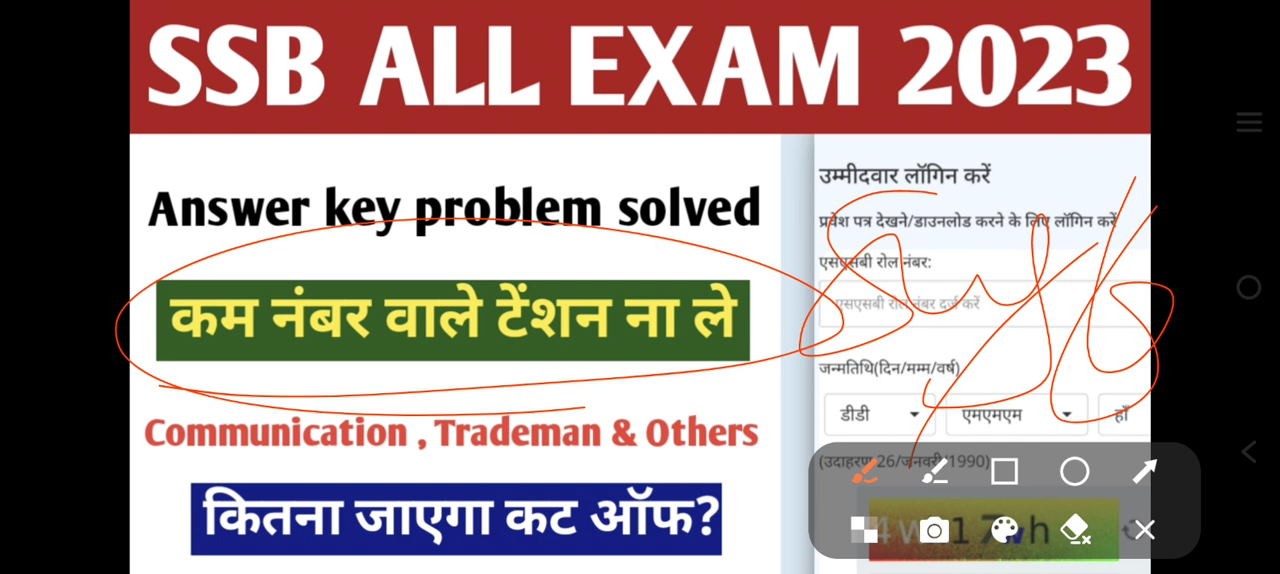 SSB ALL EXAM 2023
Answer key problem solved
कम नंबर वाले टेंशन ना ले
Communication , Trademan & Others
कितना जाएगा कट ऑफ?
उम्मीदवार लॉगिन करें
प्रवेश पत्र देखने/डाउनलोड करने के लिए लॉगिन करें
एसएसबी रोल नंबर:
एसएसबी रोल नंबर दर्ज करें
जन्मतिथि(दिन/मम्म/वर्ष)
डीडी एमएमएम हाँ
(उदाहरण 26/जनवरी/1990)